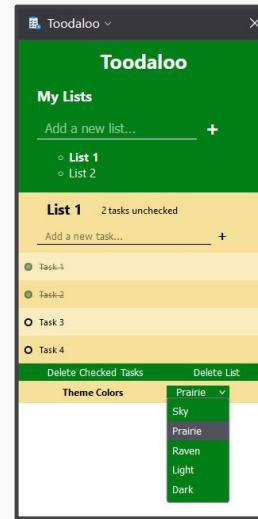 Toodaloo
Toodaloo
My Lists
Add a new list... +
List 1
List 2
List 1 2 tasks unchecked
Add a new task... +
Task 1
Task 2
Task 3
Task 4
Delete Checked Tasks Delete List
Theme Colors Prairie
Sky
Prairie
Raven
Light
Dark